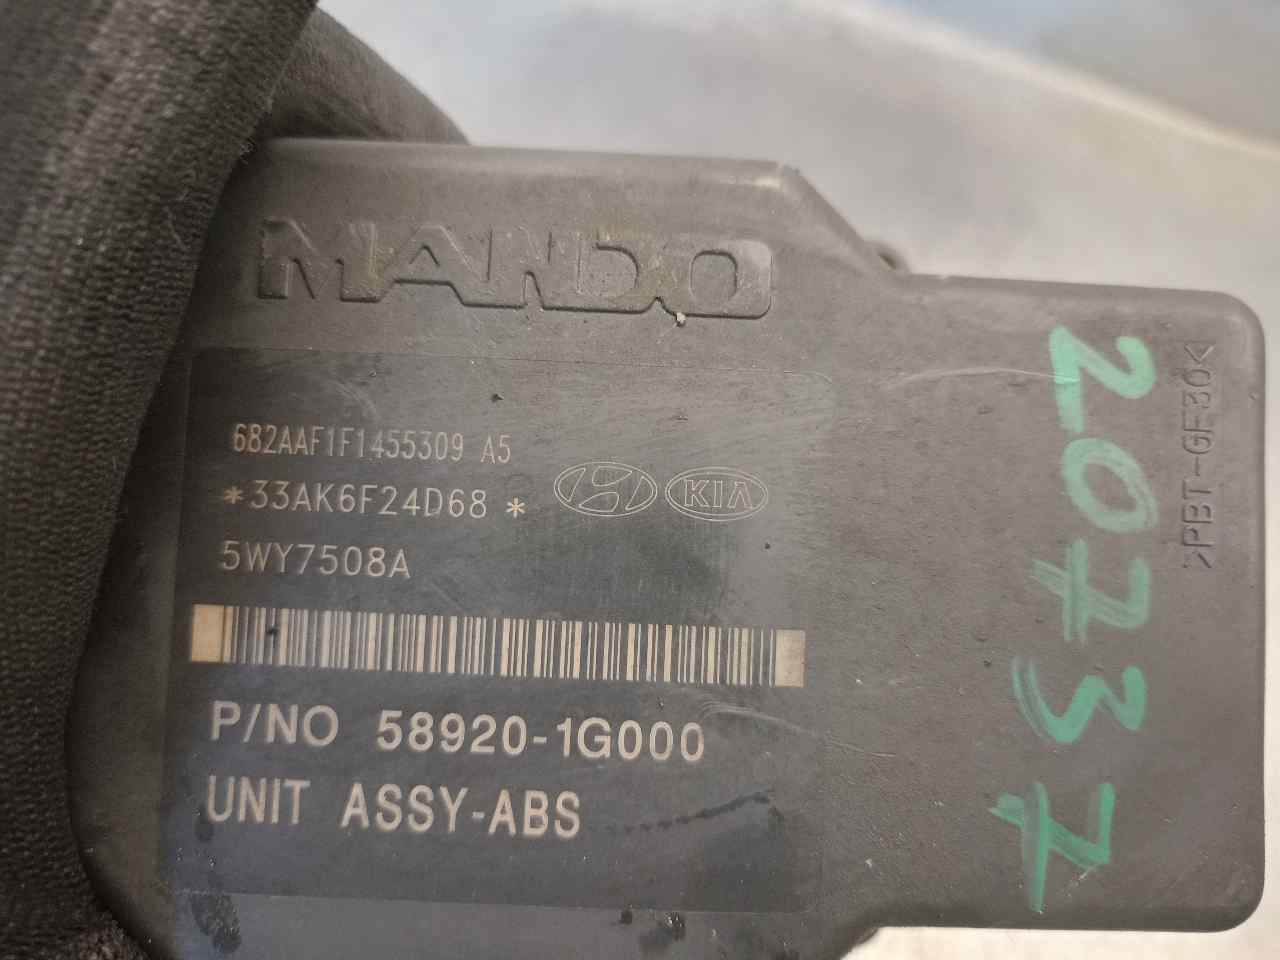 MANDO
682AAF1F1455309 A5
*33AK6F24D68 *
KIA
5WY7508A
P/NO 58920-1G000
UNIT ASSY-ABS
20737
>PBT-GF30<